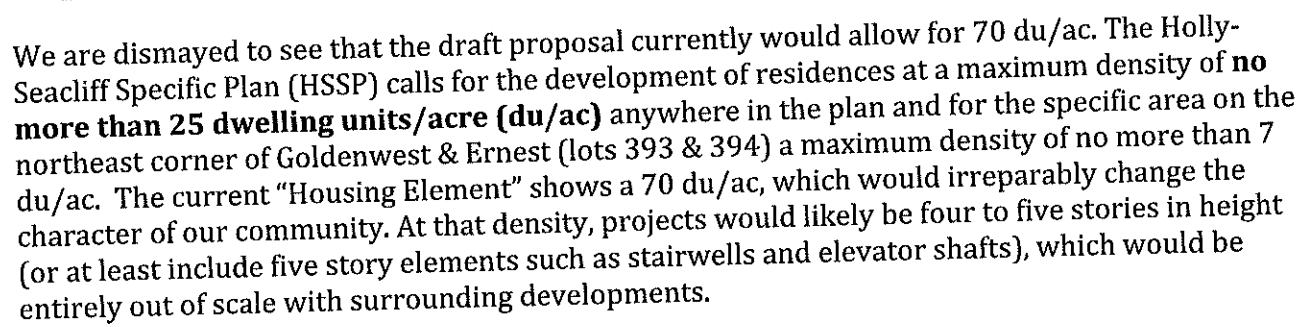 We are dismayed to see that the draft proposal currently would allow for 70 du/ac. The Holly-
Seacliff Specific Plan (HSSP) calls for the development of residences at a maximum density of no
more than 25 dwelling units/acre (du/ac) anywhere in the plan and for the specific area on the
northeast corner of Goldenwest & Ernest (lots 393 & 394) a maximum density of no more than 7
du/ac.  The current “Housing Element” shows a 70 du/ac, which would irreparably change the
character of our community. At that density, projects would likely be four to five stories in height
(or at least include five story elements such as stairwells and elevator shafts), which would be
entirely out of scale with surrounding developments.